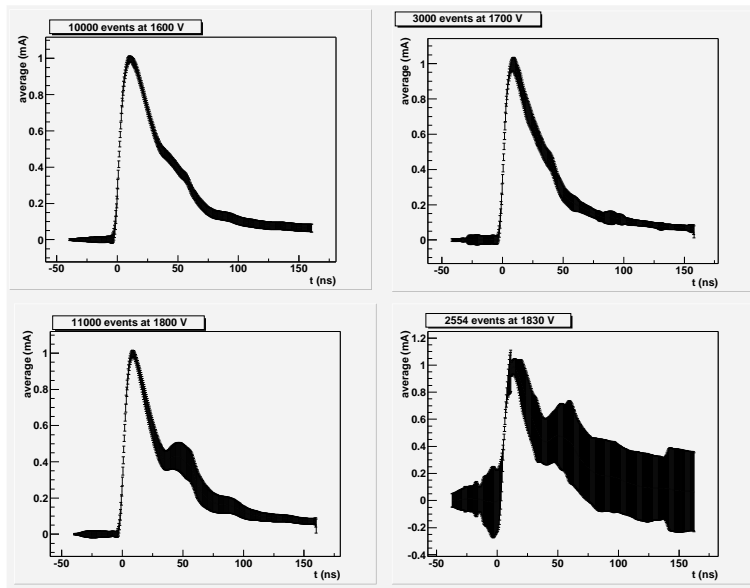 10000 events at 1600 V
average (mA)
1
0.8
0.6
0.4
0.2
0
-50 0 50 100 150
t (ns)
3000 events at 1700 V
average (mA)
1
0.8
0.6
0.4
0.2
0
-50 0 50 100 150
t (ns)
11000 events at 1800 V
average (mA)
1
0.8
0.6
0.4
0.2
0
-50 0 50 100 150
t (ns)
2554 events at 1830 V
average (mA)
1.2
1
0.8
0.6
0.4
0.2
0
-0.2
-0.4
-50 0 50 100 150
t (ns)